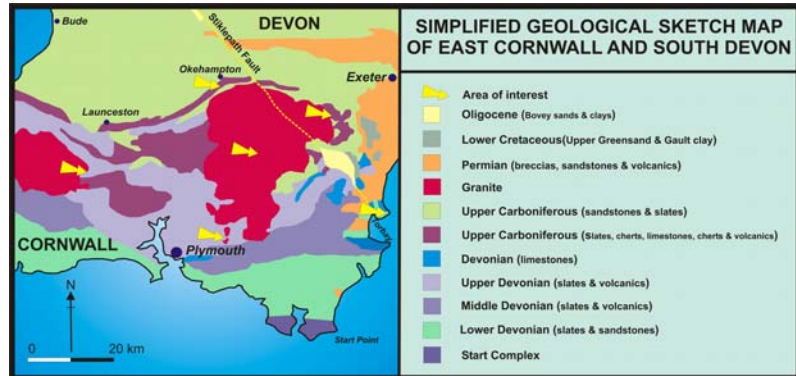 DEVON
Bude
Stiklepath Fault
Okehampton
Exeter
Launceston
CORNWALL
Plymouth
Torbay
N
0 20 km
Start Point
SIMPLIFIED GEOLOGICAL SKETCH MAP
OF EAST CORNWALL AND SOUTH DEVON
Area of interest
Oligocene (Bovey sands & clays)
Lower Cretaceous(Upper Greensand & Gault clay)
Permian (breccias, sandstones & volcanics)
Granite
Upper Carboniferous (sandstones & slates)
Upper Carboniferous (slates, cherts, limestones, cherts & volcanics)
Devonian (limestones)
Upper Devonian (slates & volcanics)
Middle Devonian (slates & volcanics)
Lower Devonian (slates & sandstones)
Start Complex